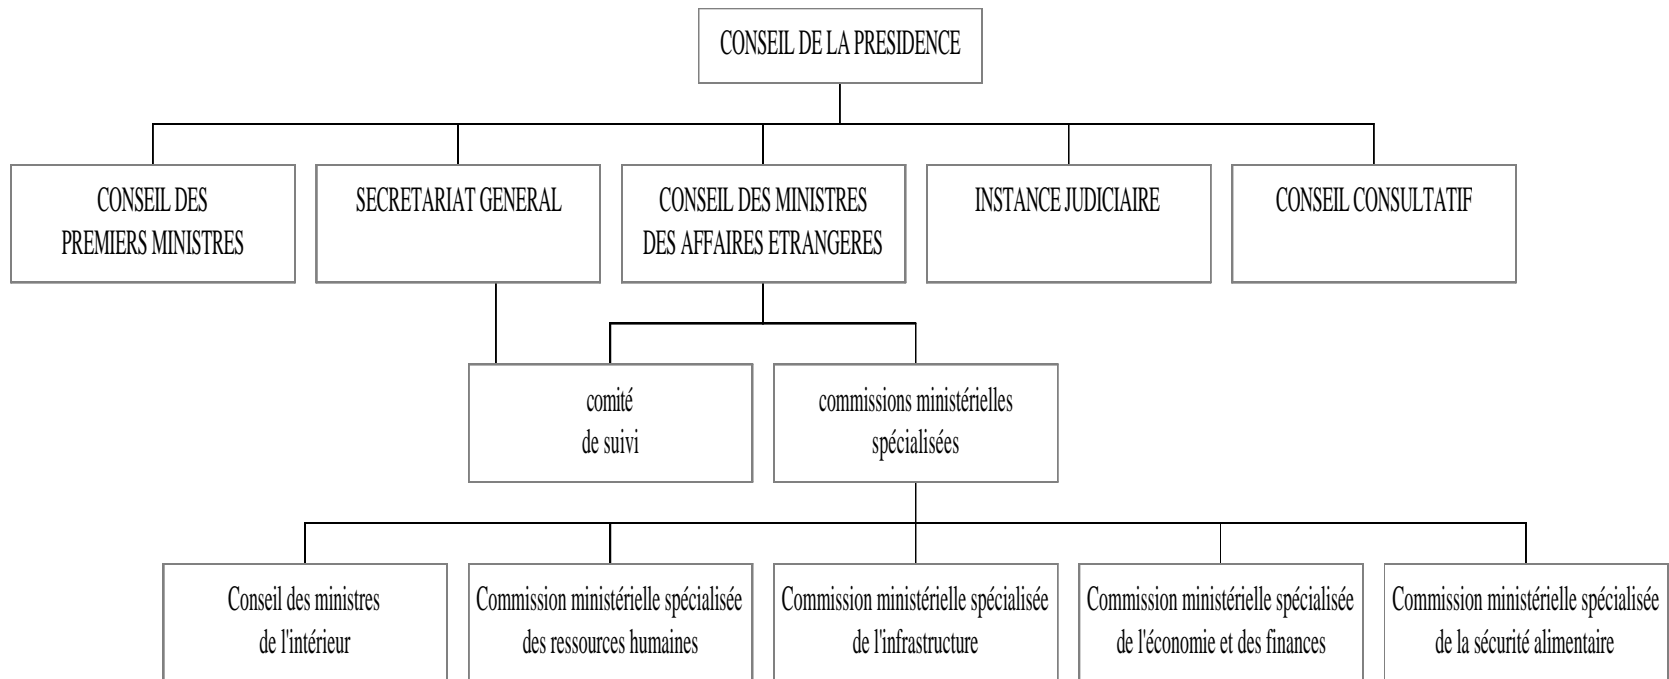 CONSEIL DE LA PRESIDENCE
CONSEIL DES
PREMIERS MINISTRES
SECRETARIAT GENERAL
CONSEIL DES MINISTRES
DES AFFAIRES ETRANGERES
INSTANCE JUDICIAIRE
CONSEIL CONSULTATIF
comité
de suivi
commissions ministérielles
spécialisées
Conseil des ministres
de l'intérieur
Commission ministérielle spécialisée
des ressources humaines
Commission ministérielle spécialisée
de l'infrastructure
Commission ministérielle spécialisée
de l'économie et des finances
Commission ministérielle spécialisée
de la sécurité alimentaire